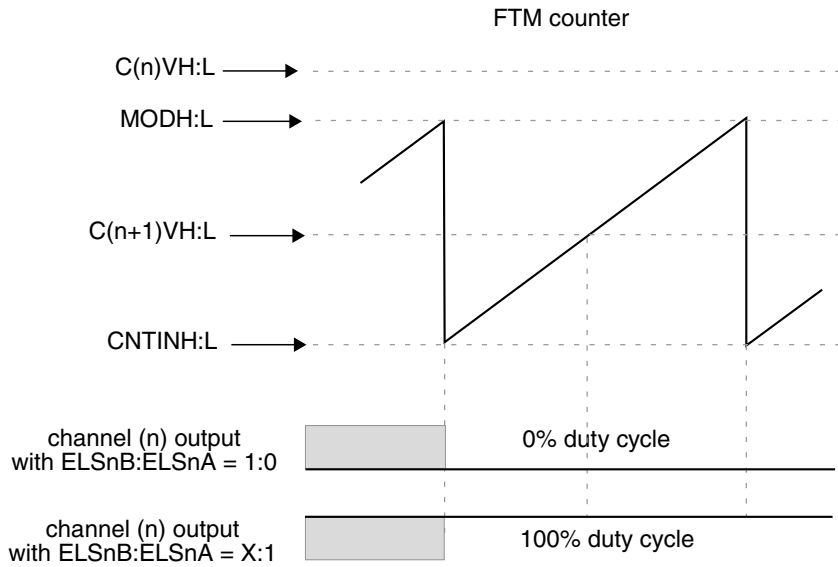 FTM counter
C(n)VH:L
MODH:L
C(n+1)VH:L
CNTINH:L
channel (n) output
with ELSnB:ELSnA = 1:0
0% duty cycle
channel (n) output
with ELSnB:ELSnA = X:1
100% duty cycle